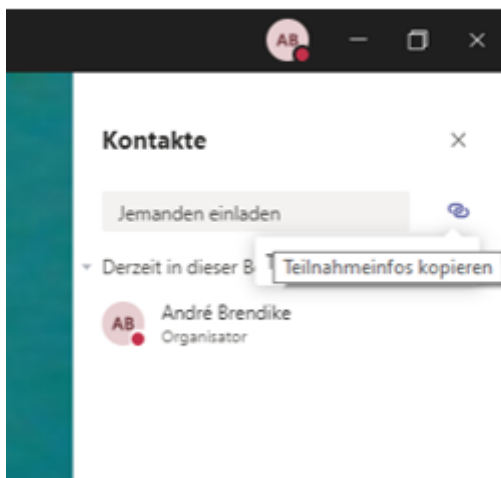 AB
Kontakte
Jemanden einladen
Derzeit in dieser B
Teilnahmeinfos kopieren
AB
André Brendike
Organisator